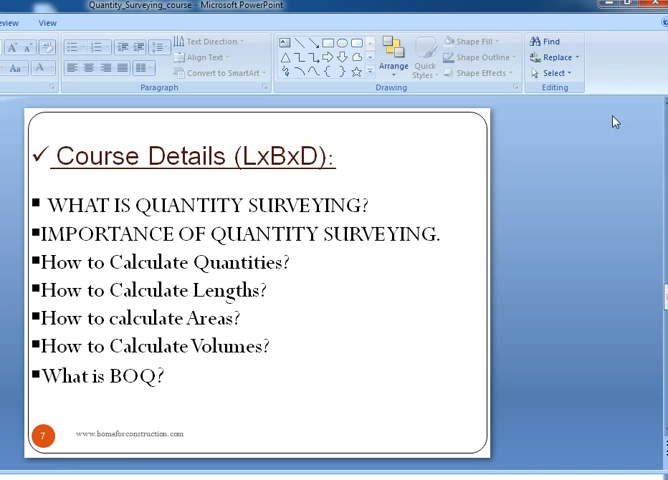 Quantity_Surveying_course - Microsoft PowerPoint
eview View
Text Direction
Align Text
Convert to SmartArt
Aa
A
Arrange
Quick Styles
Shape Fill
Shape Outline
Shape Effects
Find
Replace
Select
Paragraph
Drawing
Editing
Course Details (LxBxD):
WHAT IS QUANTITY SURVEYING?
IMPORTANCE OF QUANTITY SURVEYING.
How to Calculate Quantities?
How to Calculate Lengths?
How to calculate Areas?
How to Calculate Volumes?
What is BOQ?
7
www.homeforconstruction.com